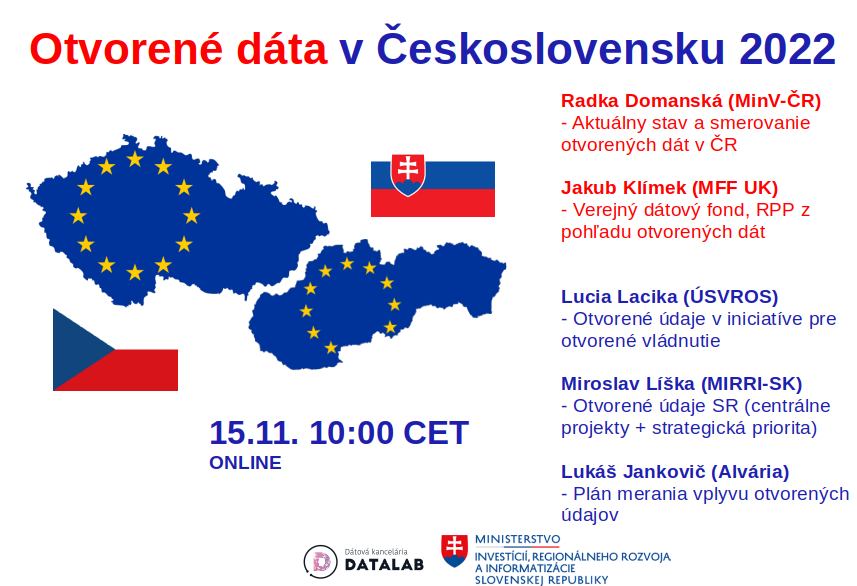 Otvorené dáta v Československu 2022
Radka Domanská (MinV-ČR)
- Aktuálny stav a smerovanie
otvorených dát v ČR
Jakub Klímek (MFF UK)
- Verejný dátový fond, RPP z
pohľadu otvorených dát
Lucia Lacika (ÚSVROS)
- Otvorené údaje v iniciatíve pre
otvorené vládnutie
Miroslav Líška (MIRRI-SK)
- Otvorené údaje SR (centrálne
projekty + strategická priorita)
Lukáš Jankovič (Alvária)
- Plán merania vplyvu otvorených
údajov
15.11. 10:00 CET
ONLINE
Dátová kancelária
DATALAB
MINISTERSTVO
INVESTÍCIÍ, REGIONÁLNEHO ROZVOJA
A INFORMATIZÁCIE
SLOVENSKEJ REPUBLIKY